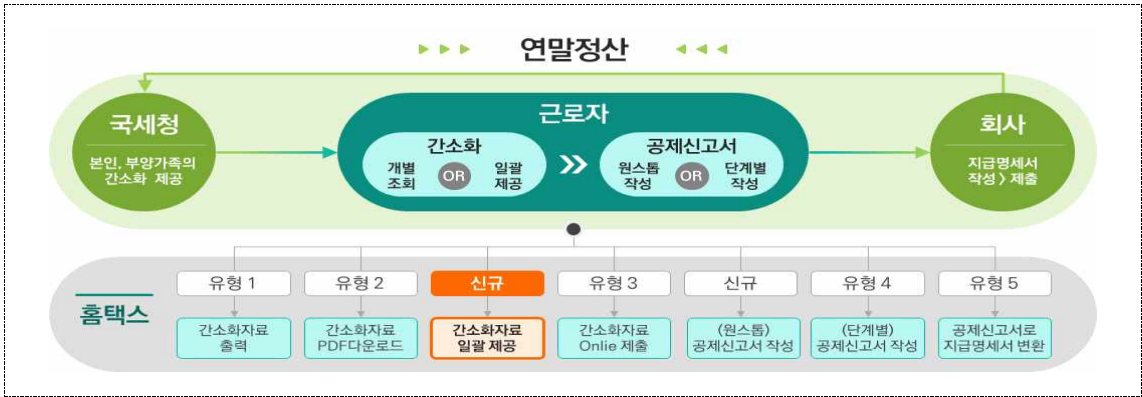 연말정산
국세청
본인, 부양가족의
간소화 제공
근로자
간소화
개별
조회
OR
일괄
제공
공제신고서
원스톱
작성
OR
단계별
작성
회사
지급명세서
작성 > 제출
홈택스
유형 1
유형 2
신규
유형 3
신규
유형 4
유형 5
간소화자료
출력
간소화자료
PDF다운로드
간소화자료
일괄 제공
간소화자료
Onlie 제출
(원스톱)
공제신고서 작성
(단계별)
공제신고서 작성
공제신고서로
지급명세서 변환